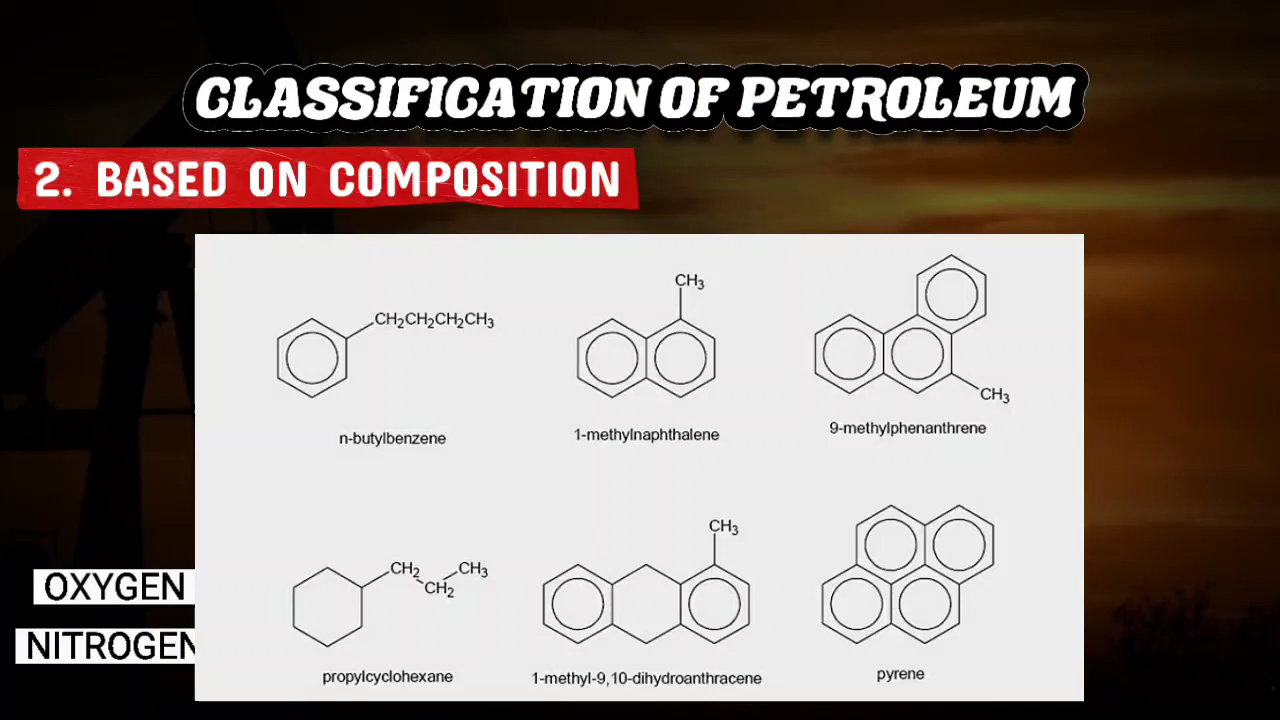 CLASSIFICATION OF PETROLEUM
2. BASED ON COMPOSITION
CH₂CH₂CH₂CH₃
n-butylbenzene
CH₃
1-methylnaphthalene
CH₃
9-methylphenanthrene
CH₂
CH₂
CH₃
propylcyclohexane
CH₃
1-methyl-9,10-dihydroanthracene
pyrene
OXYGEN
NITROGEN